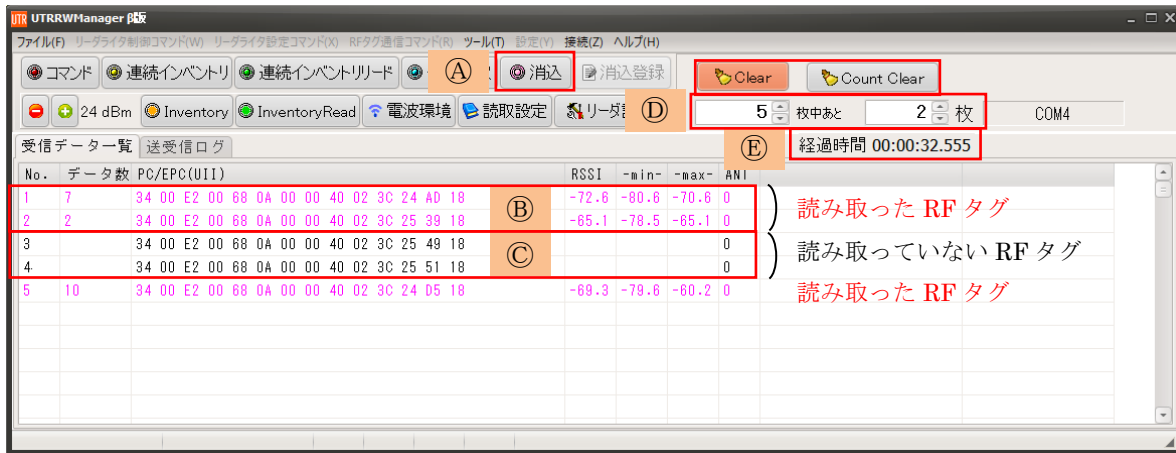 UTR UTRRWManager β版
ファイル(F) リーダライタ制御コマンド(W) リーダライタ設定コマンド(X) RFタグ通信コマンド(R) ツール(T) 設定(Y) 接続(Z) ヘルプ(H)
コマンド 連続インベントリ 連続インベントリリード Ⓐ 消込 消込登録 Clear Count Clear
24 dBm Inventory InventoryRead 電波環境 読取設定 リーダ Ⓓ 5 枚中あと 2 枚 COM4
受信データ一覧 送受信ログ Ⓔ 経過時間 00:00:32.555
No. データ数 PC/EPC(UII) RSSI -min- -max- ANT
1 7 34 00 E2 00 68 0A 00 00 40 02 3C 24 AD 18 -72.6 -80.6 -70.6 0
Ⓑ 読み取った RF タグ
2 2 34 00 E2 00 68 0A 00 00 40 02 3C 25 39 18 -65.1 -78.5 -65.1 0
3 34 00 E2 00 68 0A 00 00 40 02 3C 25 49 18 0
Ⓒ 読み取っていない RF タグ
4 34 00 E2 00 68 0A 00 00 40 02 3C 25 51 18 0
5 10 34 00 E2 00 68 0A 00 00 40 02 3C 24 D5 18 -69.3 -79.6 -60.2 0 読み取った RF タグ